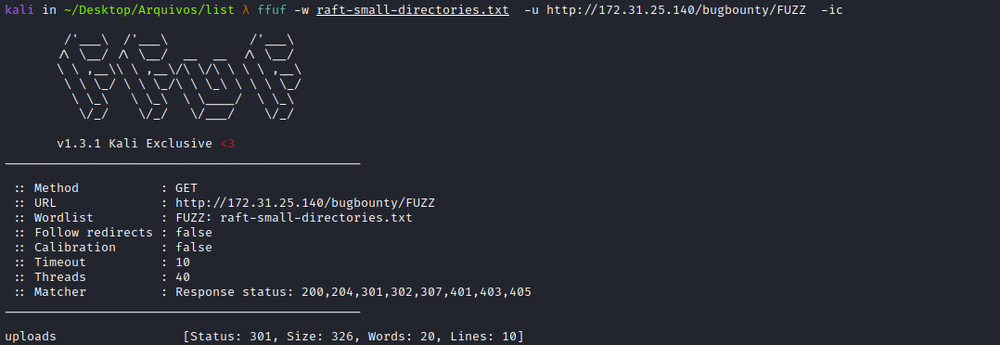 kali in ~/Desktop/Arquivos/list λ ffuf -w raft-small-directories.txt  -u http://172.31.25.140/bugbounty/FUZZ  -ic

        /'___\  /'___\           /'___\
       /\ \__/ /\ \__/  __  __  /\ \__/
       \ \ ,__\\ \ ,__\/\ \/\ \ \ \ ,__\
        \ \ \_/ \ \ \_/\ \ \_\ \ \ \ \_/
         \ \_\   \ \_\  \ \____/  \ \_\
          \/_/    \/_/   \/___/    \/_/

       v1.3.1 Kali Exclusive <3
________________________________________________

 :: Method           : GET
 :: URL              : http://172.31.25.140/bugbounty/FUZZ
 :: Wordlist         : FUZZ: raft-small-directories.txt
 :: Follow redirects : false
 :: Calibration      : false
 :: Timeout          : 10
 :: Threads          : 40
 :: Matcher          : Response status: 200,204,301,302,307,401,403,405
________________________________________________

uploads                 [Status: 301, Size: 326, Words: 20, Lines: 10]